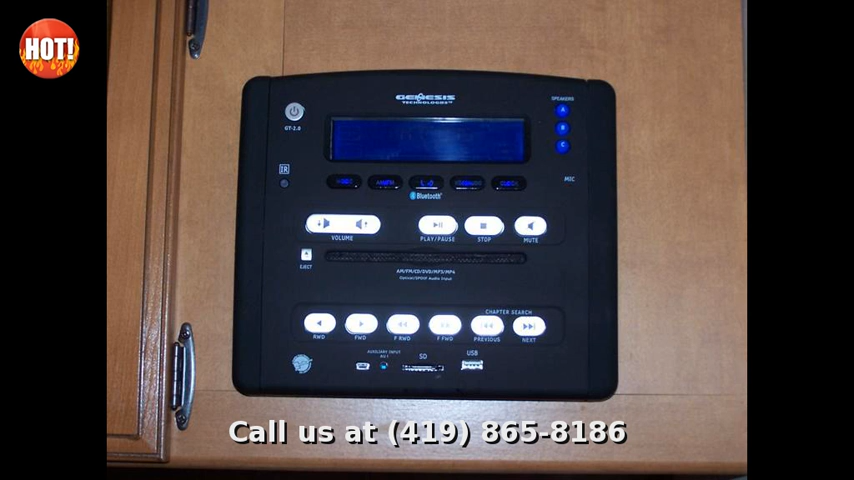 HOT!
GENESIS
TECHNOLOGIES™
SPEAKERS
A
GT-2.0
B
C
IR
MIC
Bluetooth
VOLUME
PLAY/PAUSE
STOP
MUTE
EJECT
AM/FM/CD/DVD/MP3/MP4
Optical/SPDIF Audio Input
CHAPTER SEARCH
RWD
FWD
F RWD
F FWD
PREVIOUS
NEXT
AUXILIARY INPUT
SD
USB
Call us at (419) 865-8186